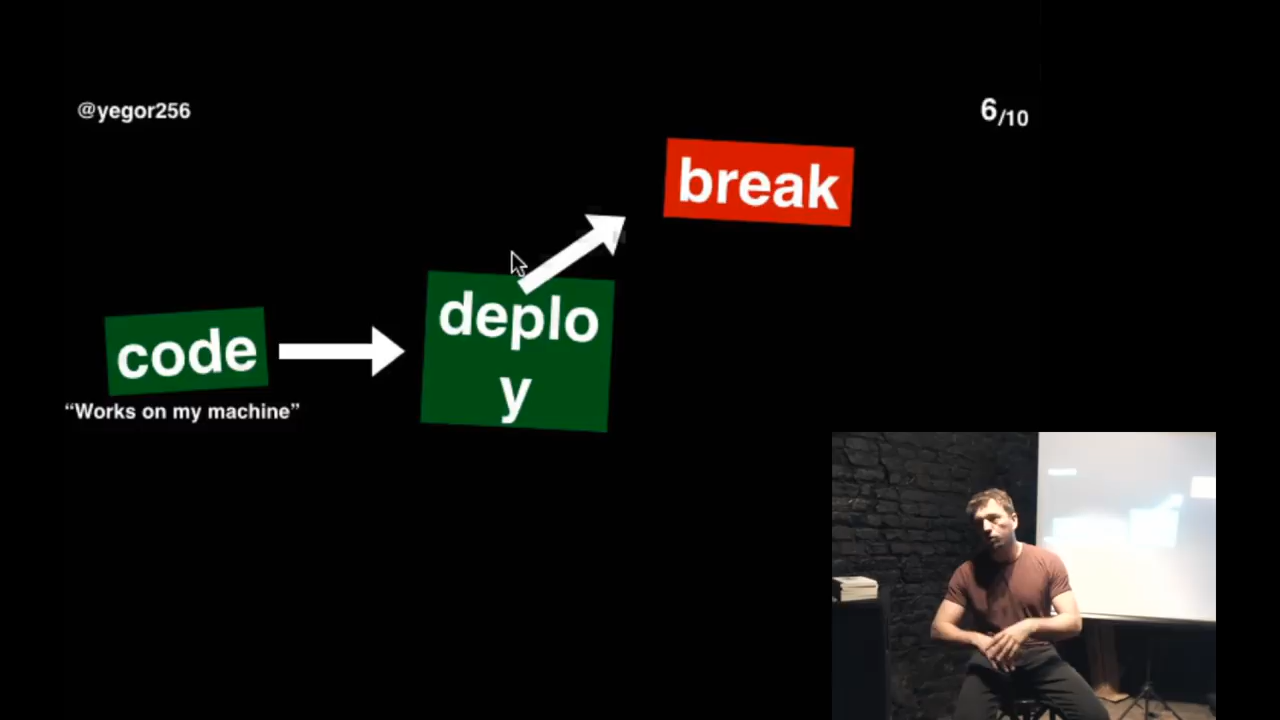 @yegor256
6/10
break
deplo
y
code
“Works on my machine”